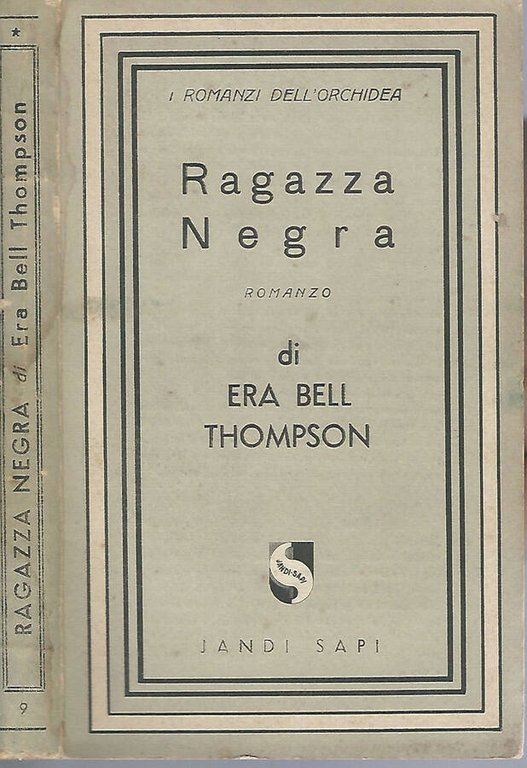 I ROMANZI DELL'ORCHIDEA
Ragazza
Negra
ROMANZO
di
ERA BELL
THOMPSON
JANDI-SAPI
JANDI SAPI
*
RAGAZZA NEGRA di Era Bell Thompson
9